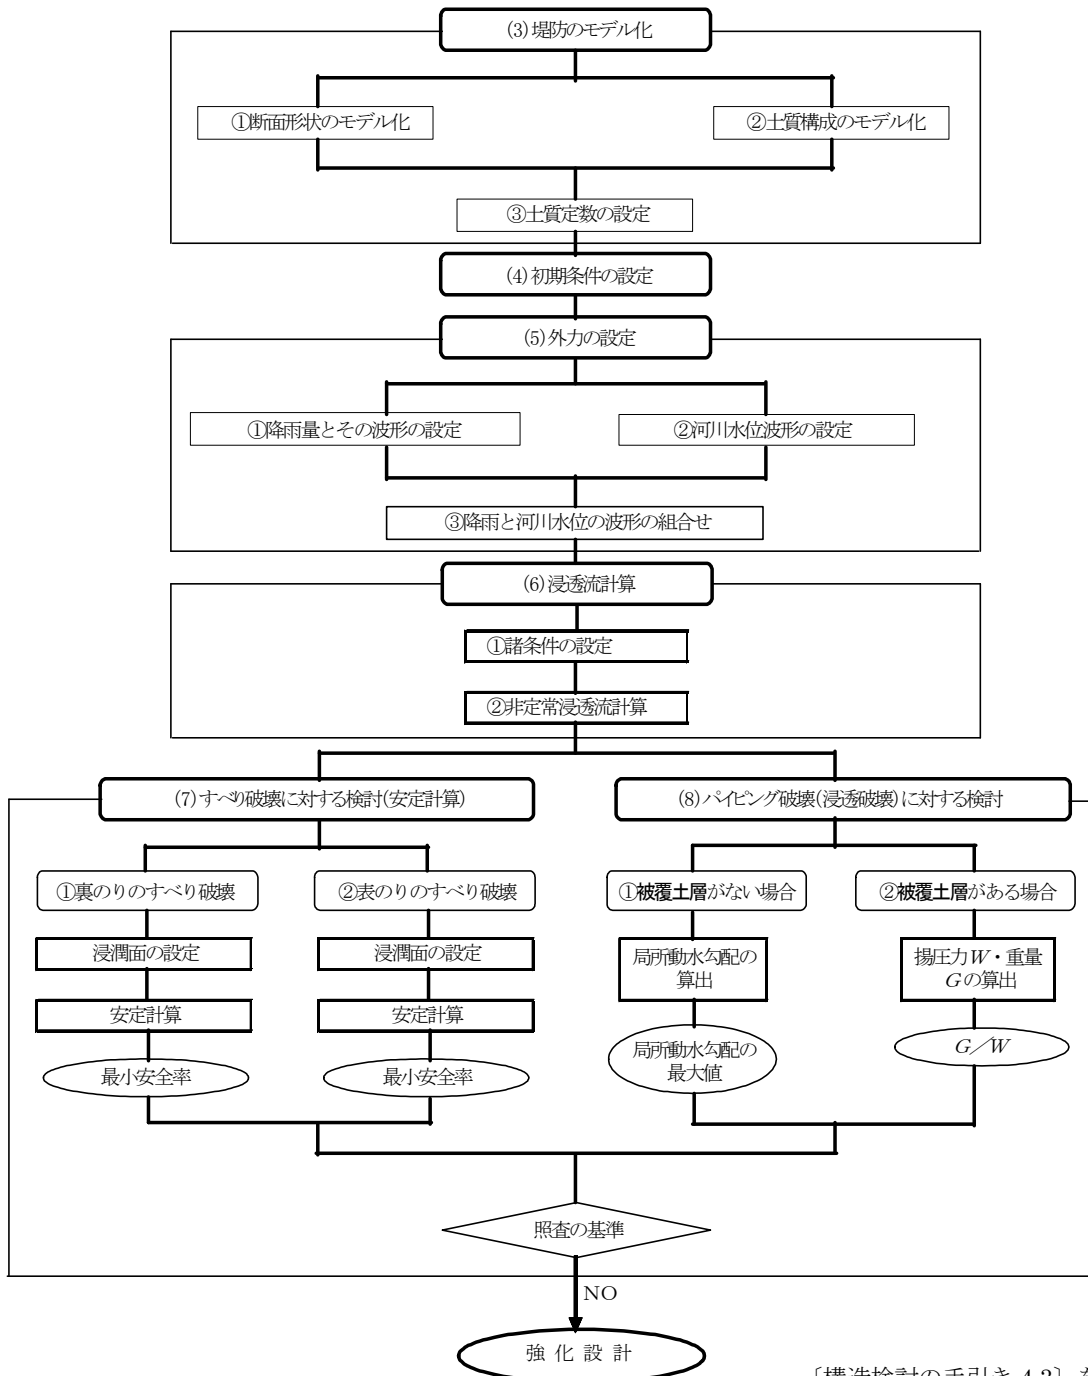 (3)堤防のモデル化
①断面形状のモデル化
②土質構成のモデル化
③土質定数の設定
(4)初期条件の設定
(5)外力の設定
①降雨量とその波形の設定
②河川水位波形の設定
③降雨と河川水位の波形の組合せ
(6)浸透流計算
①諸条件の設定
②非定常浸透流計算
(7)すべり破壊に対する検討(安定計算)
(8)パイピング破壊(浸透破壊)に対する検討
①裏のりのすべり破壊
②表のりのすべり破壊
①被覆土層がない場合
②被覆土層がある場合
浸潤面の設定
浸潤面の設定
局所動水勾配の
算出
揚圧力W・重量
Gの算出
安定計算
安定計算
最小安全率
最小安全率
局所動水勾配の
最大値
G/W
照査の基準
NO
強化設計
〔構造検討の手引き 4.2〕